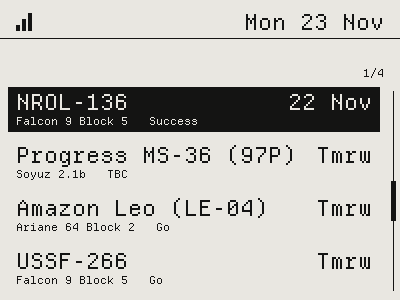 Mon 23 Nov
1/4
NROL-136 22 Nov
Falcon 9 Block 5 Success
Progress MS-36 (97P) Tmrw
Soyuz 2.1b TBC
Amazon Leo (LE-04)
Ariane 64 Block 2 Go
USSF-266 Tmrw
Falcon 9 Block 5 Go